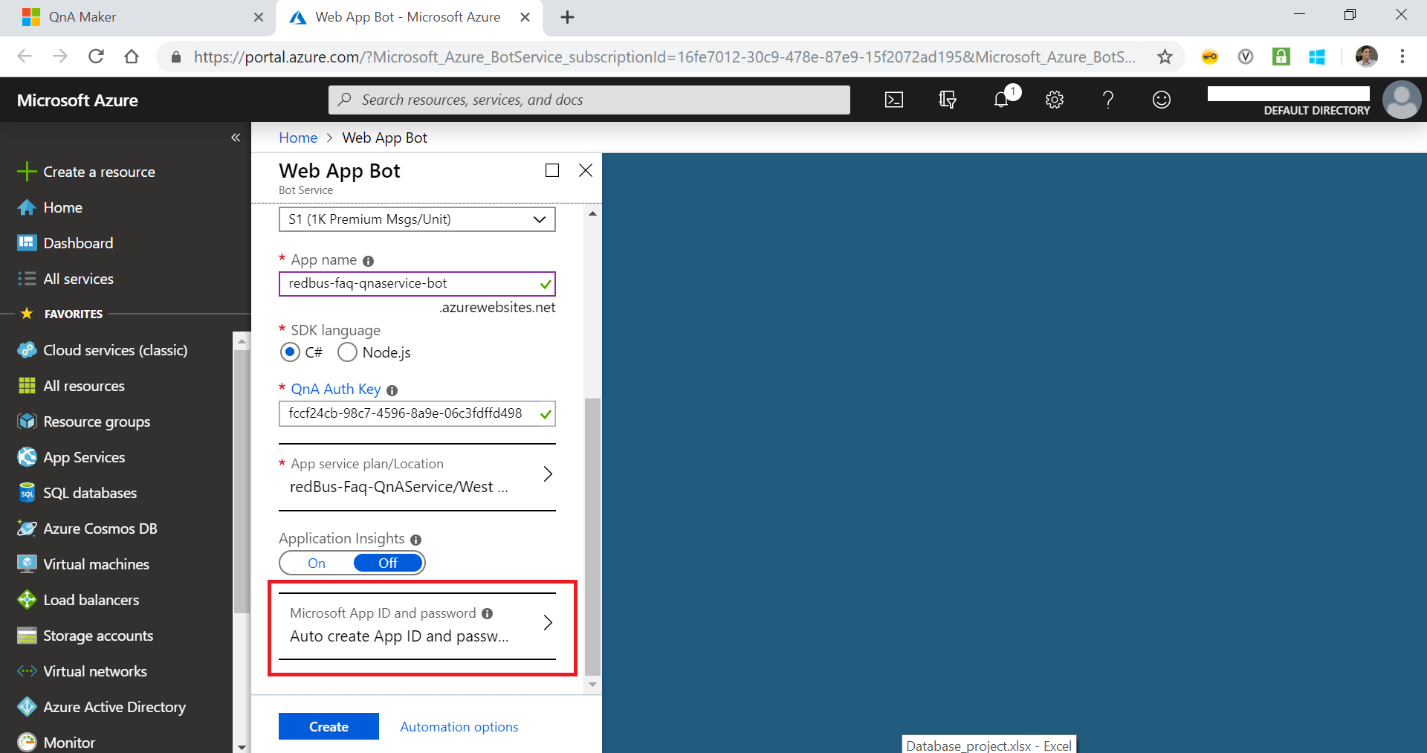 QnA Maker
Web App Bot - Microsoft Azure
https://portal.azure.com/?Microsoft_Azure_BotService_subscriptionId=16fe7012-30c9-478e-87e9-15f2072ad195&Microsoft_Azure_BotS...
Microsoft Azure
Search resources, services, and docs
1
DEFAULT DIRECTORY
«
Create a resource
Home
Dashboard
All services
FAVORITES
Cloud services (classic)
All resources
Resource groups
App Services
SQL databases
Azure Cosmos DB
Virtual machines
Load balancers
Storage accounts
Virtual networks
Azure Active Directory
Monitor
Home > Web App Bot
Web App Bot
Bot Service
S1 (1K Premium Msgs/Unit)
* App name
redbus-faq-qnaservice-bot
.azurewebsites.net
* SDK language
C# Node.js
* QnA Auth Key
fccf24cb-98c7-4596-8a9e-06c3fdffd498
* App service plan/Location
redBus-Faq-QnAService/West ...
Application Insights
On Off
Microsoft App ID and password
Auto create App ID and passw...
Create Automation options
Database_project.xlsx - Excel